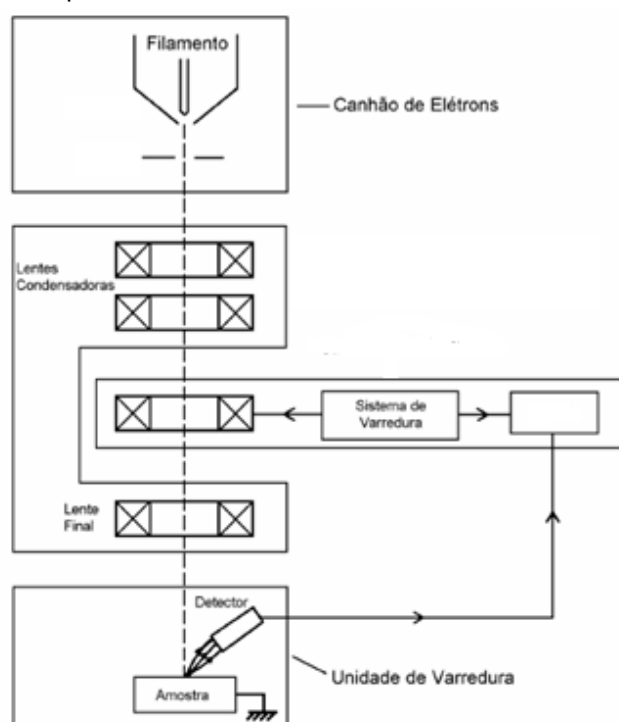 Filamento
Canhão de Elétrons
Lentes
Condensadoras
Sistema de
Varredura
Lente
Final
Detector
Amostra
Unidade de Varredura